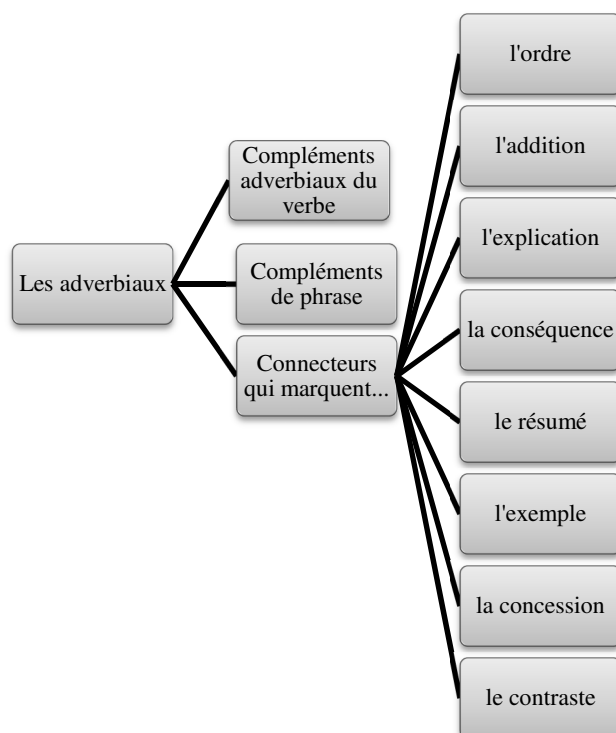 Les adverbiaux
Compléments
adverbiaux du
verbe
Compléments
de phrase
Connecteurs
qui marquent...
l'ordre
l'addition
l'explication
la conséquence
le résumé
l'exemple
la concession
le contraste